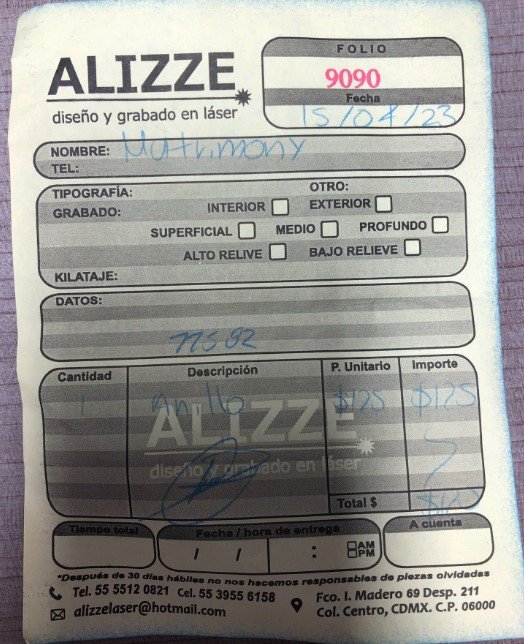 FOLIO
9090
Fecha
15/04/23
ALIZZE
diseño y grabado en láser
NOMBRE: Matrimony
TEL:
TIPOGRAFÍA: OTRO:
GRABADO: INTERIOR EXTERIOR
SUPERFICIAL MEDIO PROFUNDO
ALTO RELIVE BAJO RELIEVE
KILATAJE:
DATOS:
77592
Cantidad Descripción P. Unitario Importe
1 Anillo $125 $125
ALIZZE
diseño y grabado en láser
Total $ $125
Tiempo total Fecha / hora de entrega A cuenta
/ / : AM
PM
*Después de 30 días hábiles no nos hacemos responsables de piezas olvidadas
Tel. 55 5512 0821 Cel. 55 3955 6158
alizzelaser@hotmail.com
Fco. I. Madero 69 Desp. 211
Col. Centro, CDMX. C.P. 06000